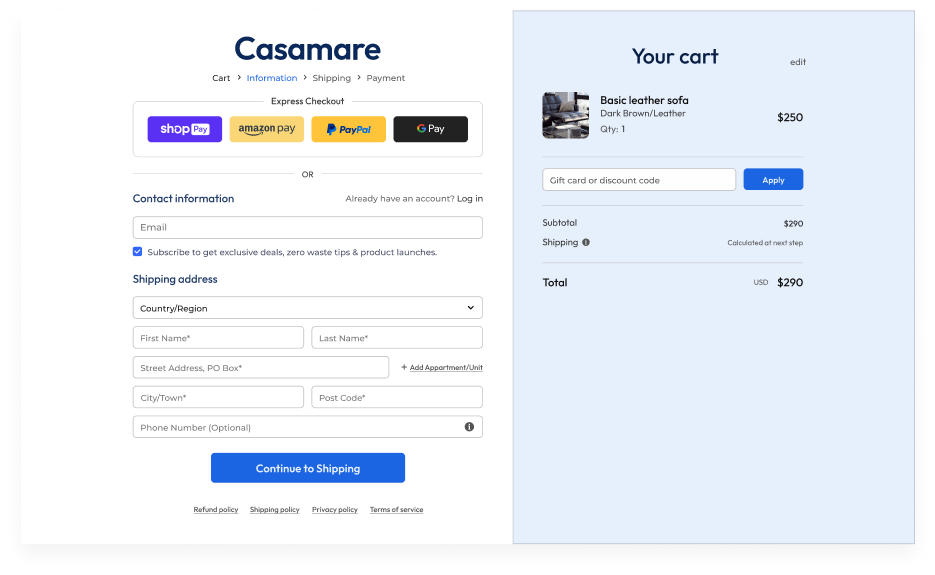 Casamare
Cart > Information > Shipping > Payment
Express Checkout
shop Pay
amazon pay
PayPal
G Pay
OR
Contact information
Already have an account? Log in
Email
Subscribe to get exclusive deals, zero waste tips & product launches.
Shipping address
Country/Region
First Name*
Last Name*
Street Address, PO Box*
+ Add Appartment/Unit
City/Town*
Post Code*
Phone Number (Optional)
Continue to Shipping
Refund policy Shipping policy Privacy policy Terms of service
Your cart
edit
Basic leather sofa
Dark Brown/Leather
Qty: 1
$250
Gift card or discount code
Apply
Subtotal $290
Shipping Calculated at next step
Total USD $290